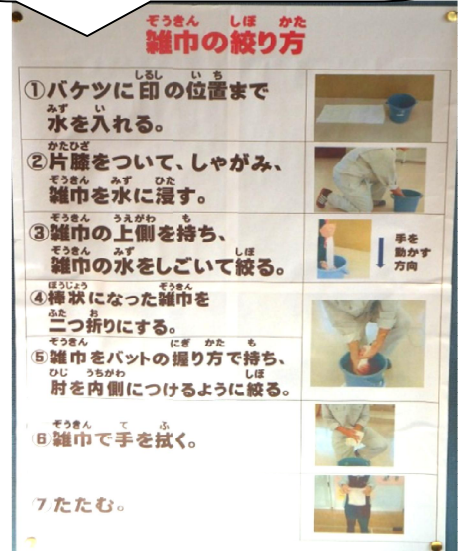 雑巾の絞り方
①バケツに印の位置まで
水を入れる。
②片膝をついて、しゃがみ、
雑巾を水に浸す。
③雑巾の上側を持ち、
雑巾の水をしごいて絞る。
手を
動かす
方向
④棒状になった雑巾を
二つ折りにする。
⑤雑巾をバットの握り方で持ち、
肘を内側につけるように絞る。
⑥雑巾で手を拭く。
⑦たたむ。